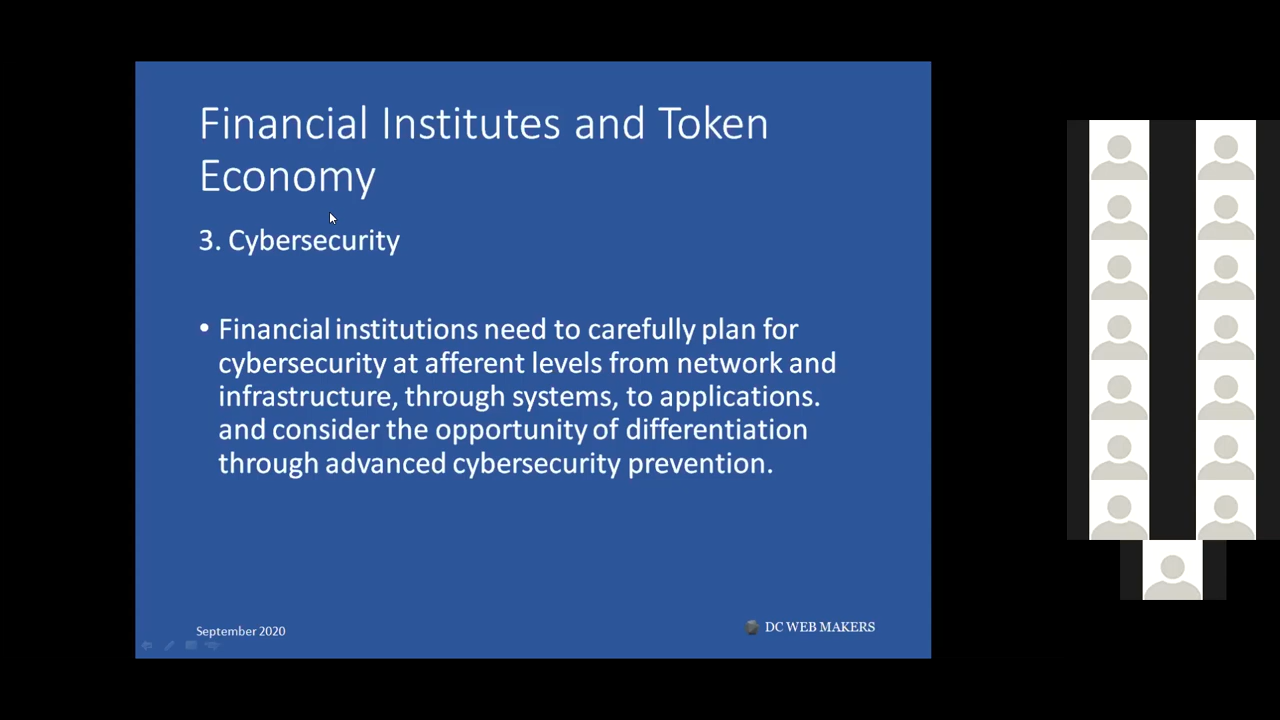 Financial Institutes and Token
Economy
3. Cybersecurity
• Financial institutions need to carefully plan for
cybersecurity at afferent levels from network and
infrastructure, through systems, to applications.
and consider the opportunity of differentiation
through advanced cybersecurity prevention.
September 2020
DC WEB MAKERS